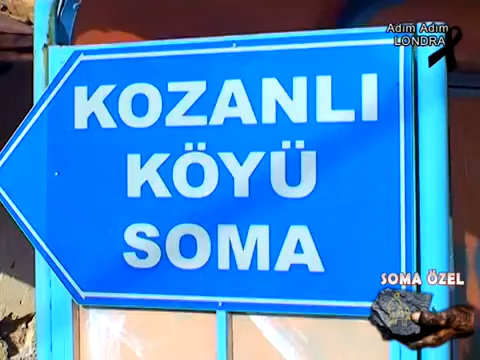 Adım Adım
LONDRA
KOZANLI
KÖYÜ
SOMA
SOMA ÖZEL